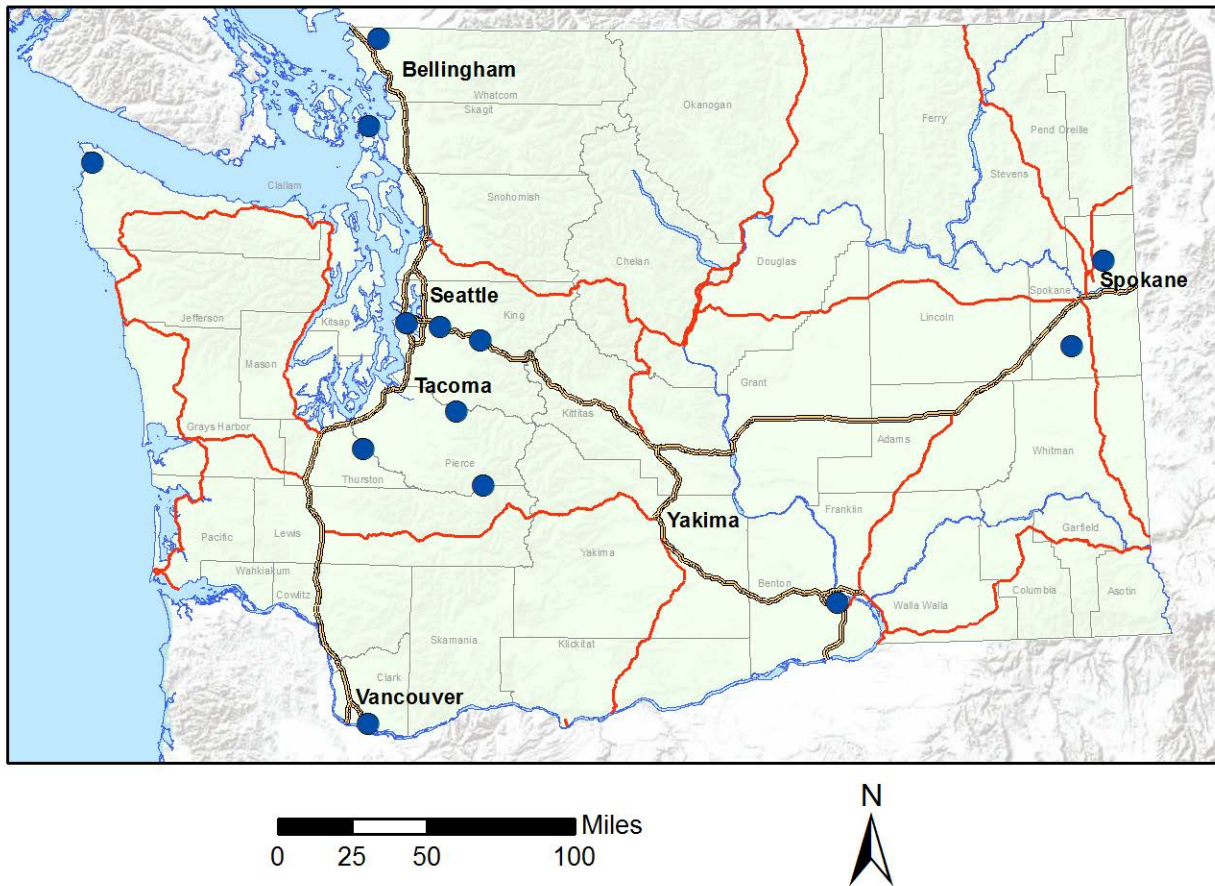 Bellingham
Whatcom
Skagit
Okanogan
Ferry
Pend Oreille
Stevens
Clallam
Snohomish
Chelan
Douglas
Spokane
Spokane
Lincoln
Seattle
King
Jefferson
Kitsap
Mason
Grant
Tacoma
Kittitas
Grays Harbor
Adams
Whitman
Pierce
Thurston
Franklin
Yakima
Garfield
Pacific
Lewis
Yakima
Wahkiakum
Cowlitz
Benton
Columbia
Asotin
Walla Walla
Skamania
Klickitat
Clark
Vancouver
N
Miles
0 25 50 100